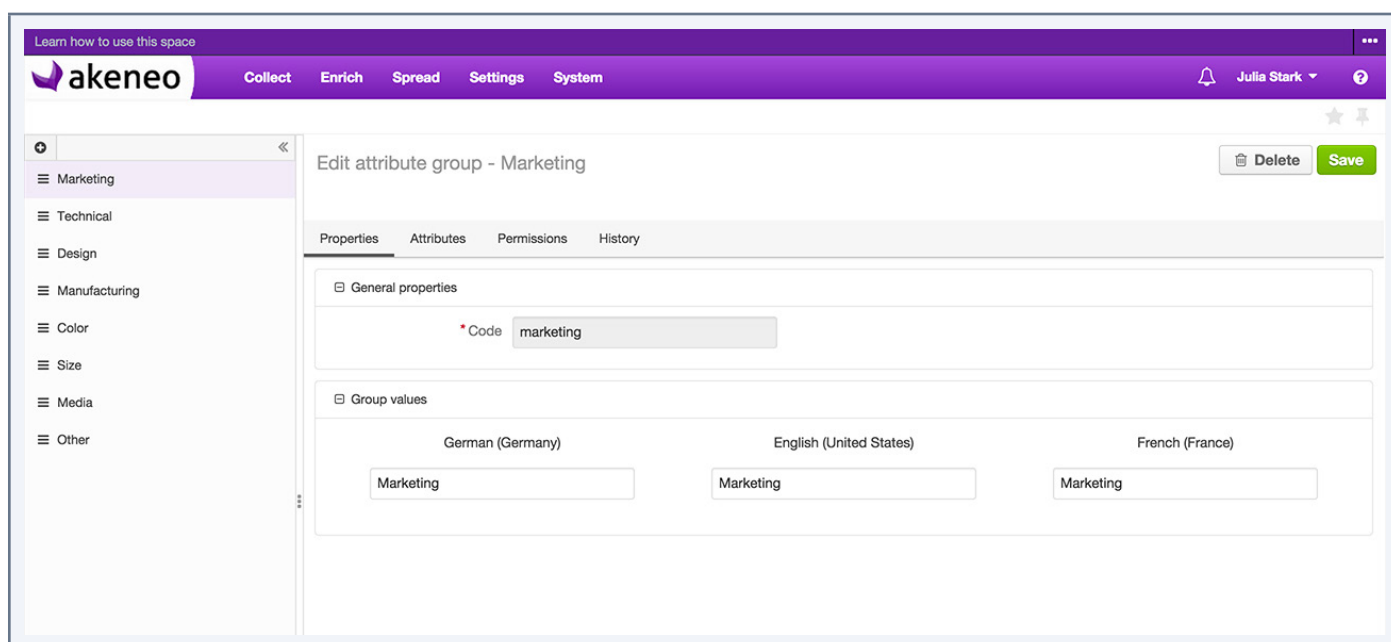 Learn how to use this space
akeneo Collect Enrich Spread Settings System Julia Stark
Edit attribute group - Marketing Delete Save
Marketing
Technical
Design
Manufacturing
Color
Size
Media
Other
Properties Attributes Permissions History
General properties
*Code marketing
Group values
German (Germany) English (United States) French (France)
Marketing Marketing Marketing